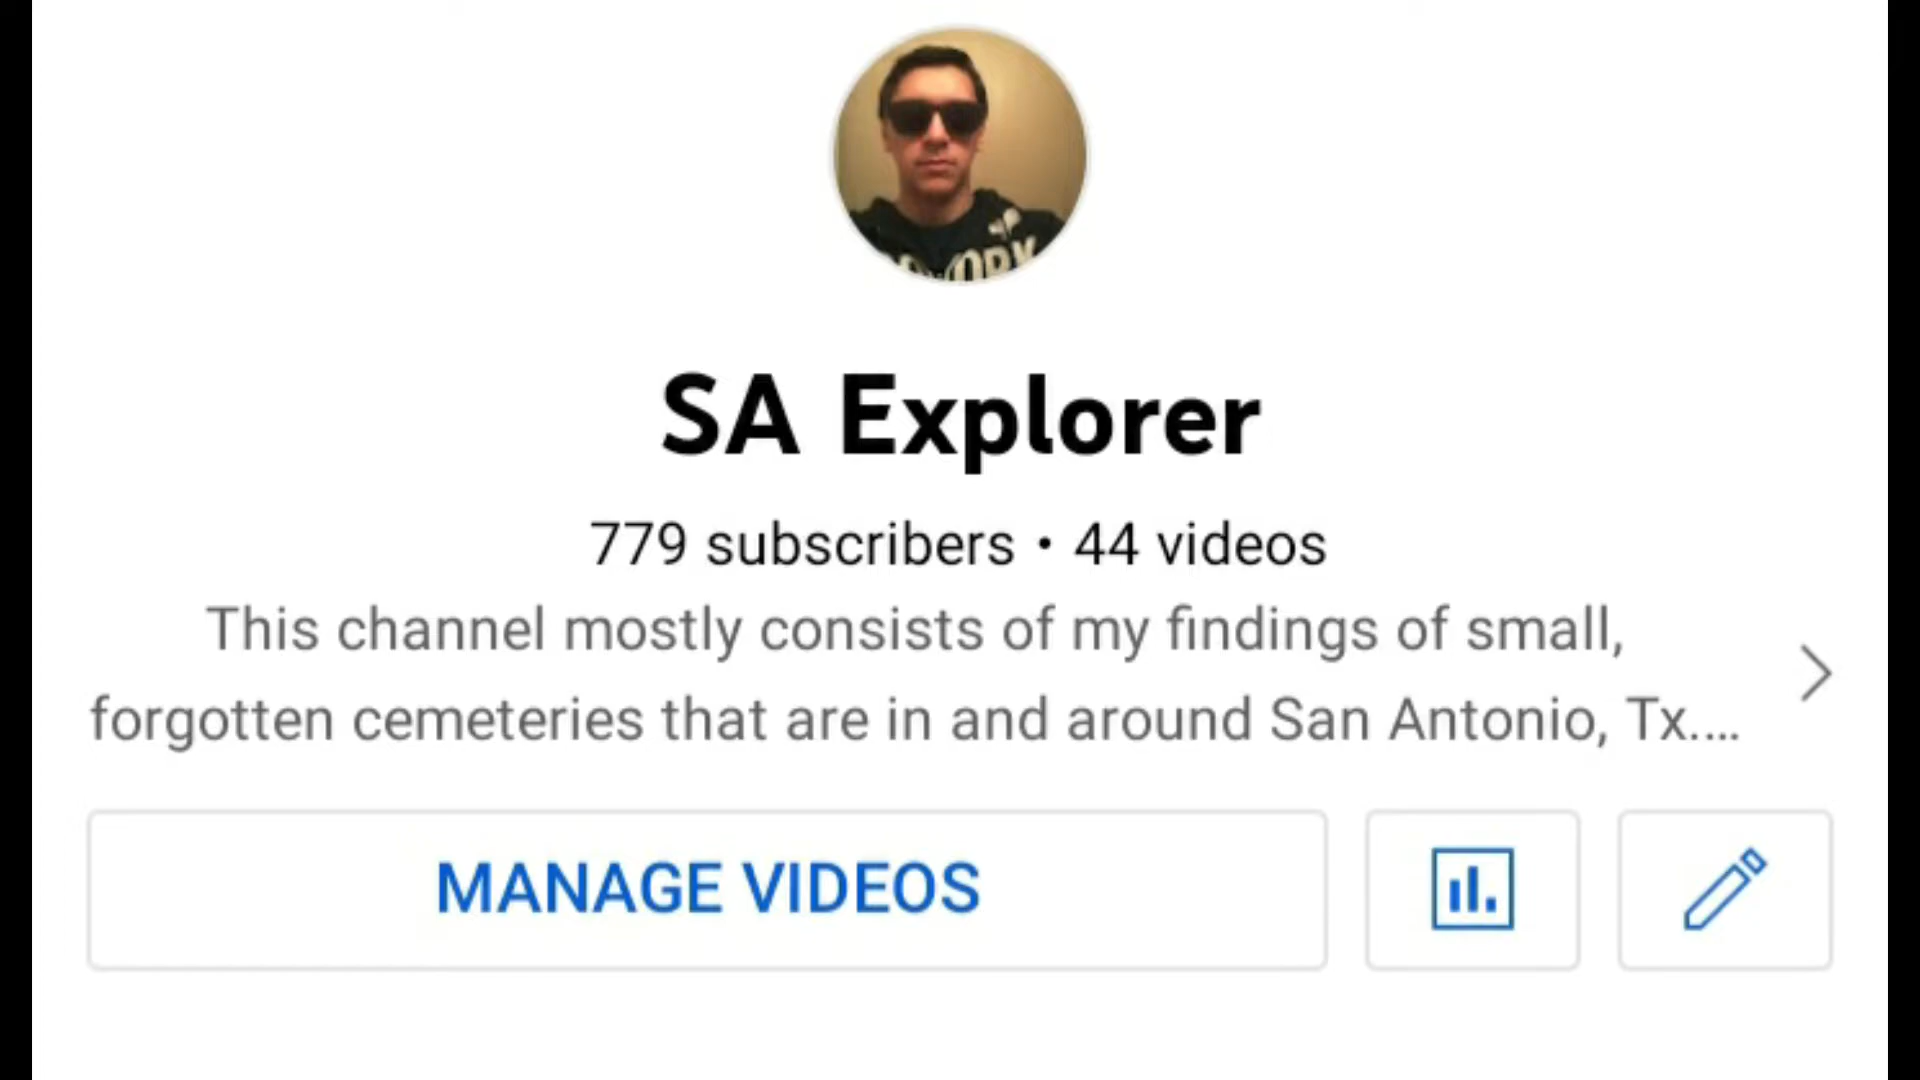 SA Explorer
779 subscribers • 44 videos
This channel mostly consists of my findings of small,
forgotten cemeteries that are in and around San Antonio, Tx....
MANAGE VIDEOS